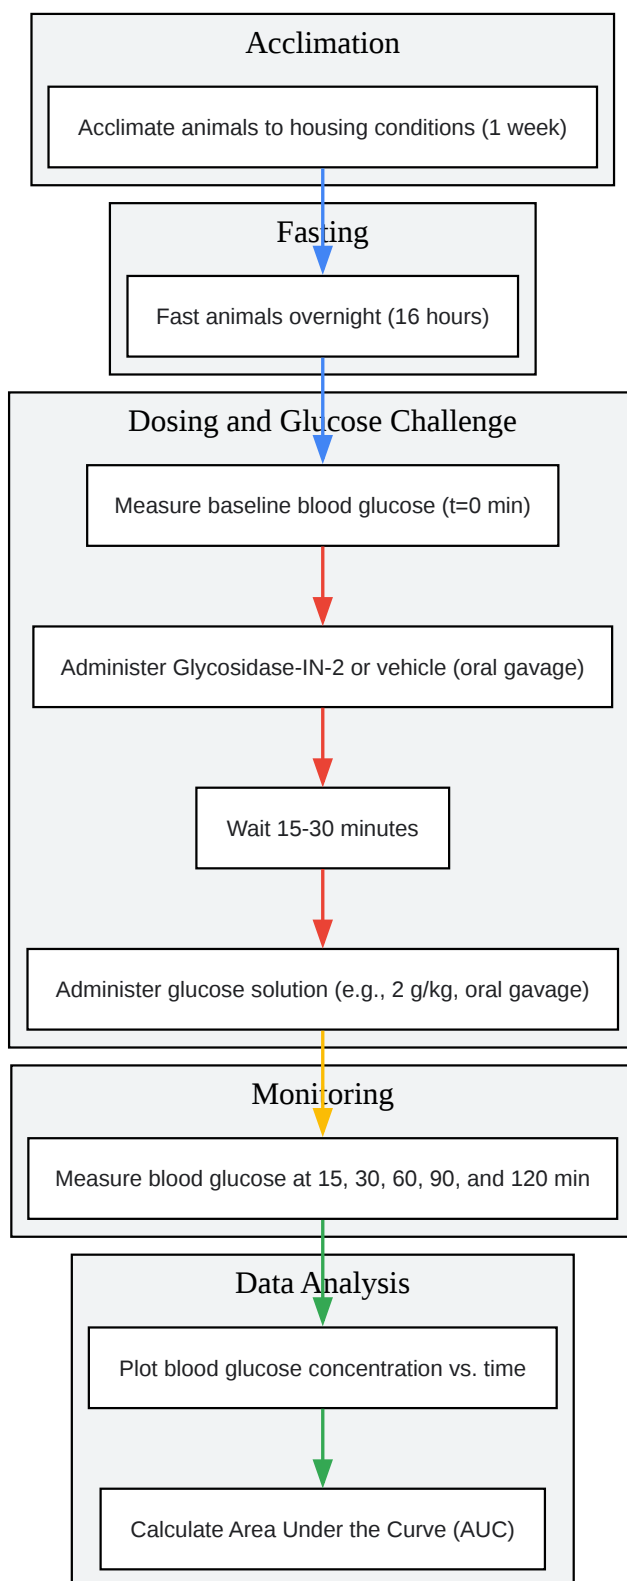 Acclimation
Acclimate animals to housing conditions (1 week)
Fasting
Fast animals overnight (16 hours)
Dosing and Glucose Challenge
Measure baseline blood glucose (t=0 min)
Administer Glycosidase-IN-2 or vehicle (oral gavage)
Wait 15-30 minutes
Administer glucose solution (e.g., 2 g/kg, oral gavage)
Monitoring
Measure blood glucose at 15, 30, 60, 90, and 120 min
Data Analysis
Plot blood glucose concentration vs. time
Calculate Area Under the Curve (AUC)